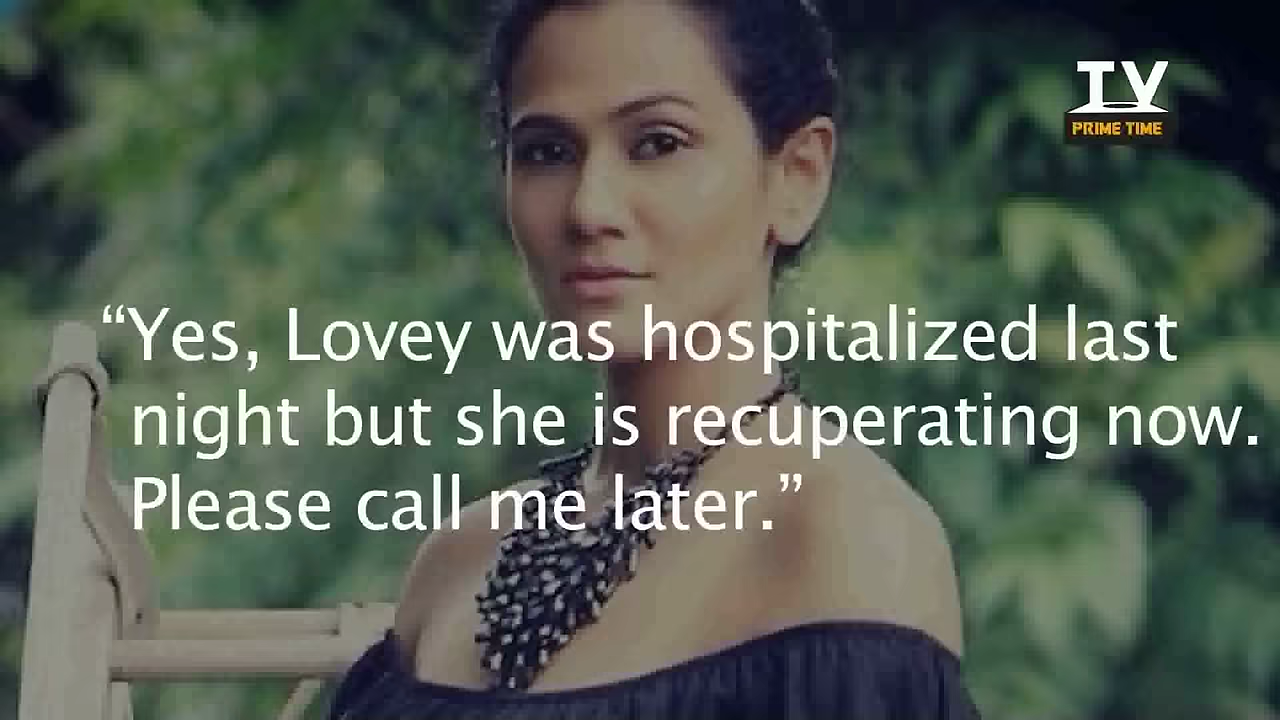 TV
PRIME TIME
“Yes, Lovey was hospitalized last
night but she is recuperating now.
Please call me later.”